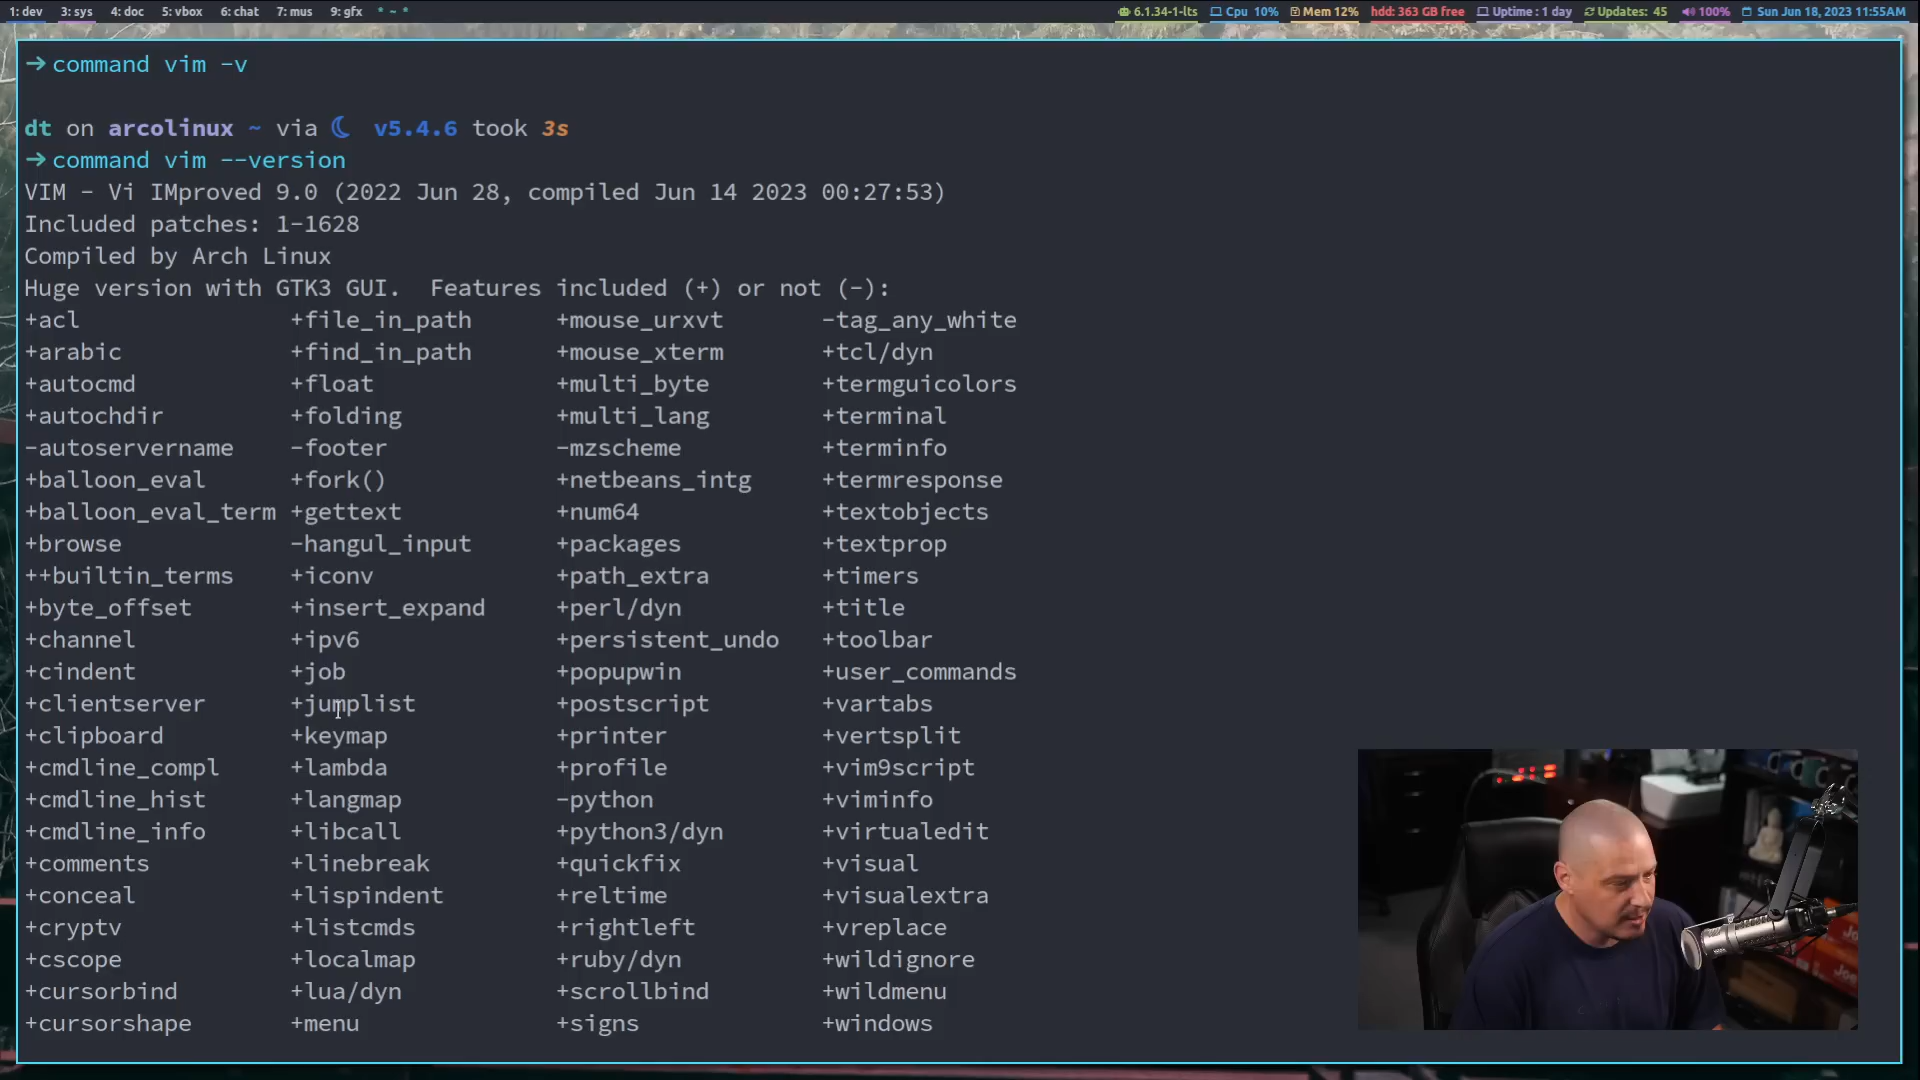 1: dev 3: sys 4: doc 5: vbox 6: chat 7: mus 9: gfx * ~ * 6.1.34-1-lts Cpu 10% Mem 12% hdd: 363 GB free Uptime : 1 day Updates: 45 100% Sun Jun 18, 2023 11:55AM
→ command vim -v
dt on arcolinux ~ via v5.4.6 took 3s
→ command vim --version
VIM - Vi IMproved 9.0 (2022 Jun 28, compiled Jun 14 2023 00:27:53)
Included patches: 1-1628
Compiled by Arch Linux
Huge version with GTK3 GUI.  Features included (+) or not (-):
+acl +file_in_path +mouse_urxvt -tag_any_white
+arabic +find_in_path +mouse_xterm +tcl/dyn
+autocmd +float +multi_byte +termguicolors
+autochdir +folding +multi_lang +terminal
-autoservername -footer -mzscheme +terminfo
+balloon_eval +fork() +netbeans_intg +termresponse
+balloon_eval_term +gettext +num64 +textobjects
+browse -hangul_input +packages +textprop
++builtin_terms +iconv +path_extra +timers
+byte_offset +insert_expand +perl/dyn +title
+channel +ipv6 +persistent_undo +toolbar
+cindent +job +popupwin +user_commands
+clientserver +jumplist +postscript +vartabs
+clipboard +keymap +printer +vertsplit
+cmdline_compl +lambda +profile +vim9script
+cmdline_hist +langmap -python +viminfo
+cmdline_info +libcall +python3/dyn +virtualedit
+comments +linebreak +quickfix +visual
+conceal +lispindent +reltime +visualextra
+cryptv +listcmds +rightleft +vreplace
+cscope +localmap +ruby/dyn +wildignore
+cursorbind +lua/dyn +scrollbind +wildmenu
+cursorshape +menu +signs +windows